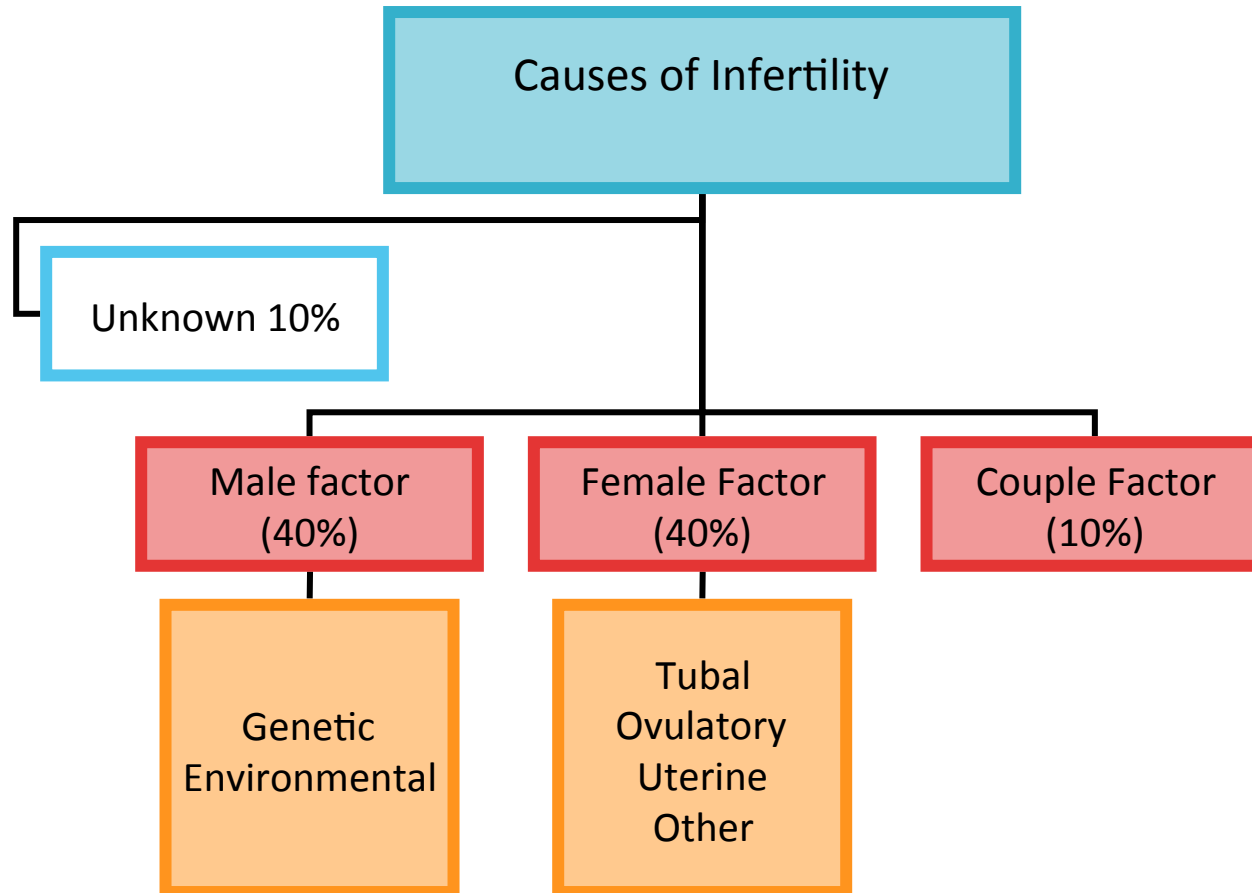 Causes of Infertility
Unknown 10%
Male factor
(40%)
Female Factor
(40%)
Couple Factor
(10%)
Genetic
Environmental
Tubal
Ovulatory
Uterine
Other